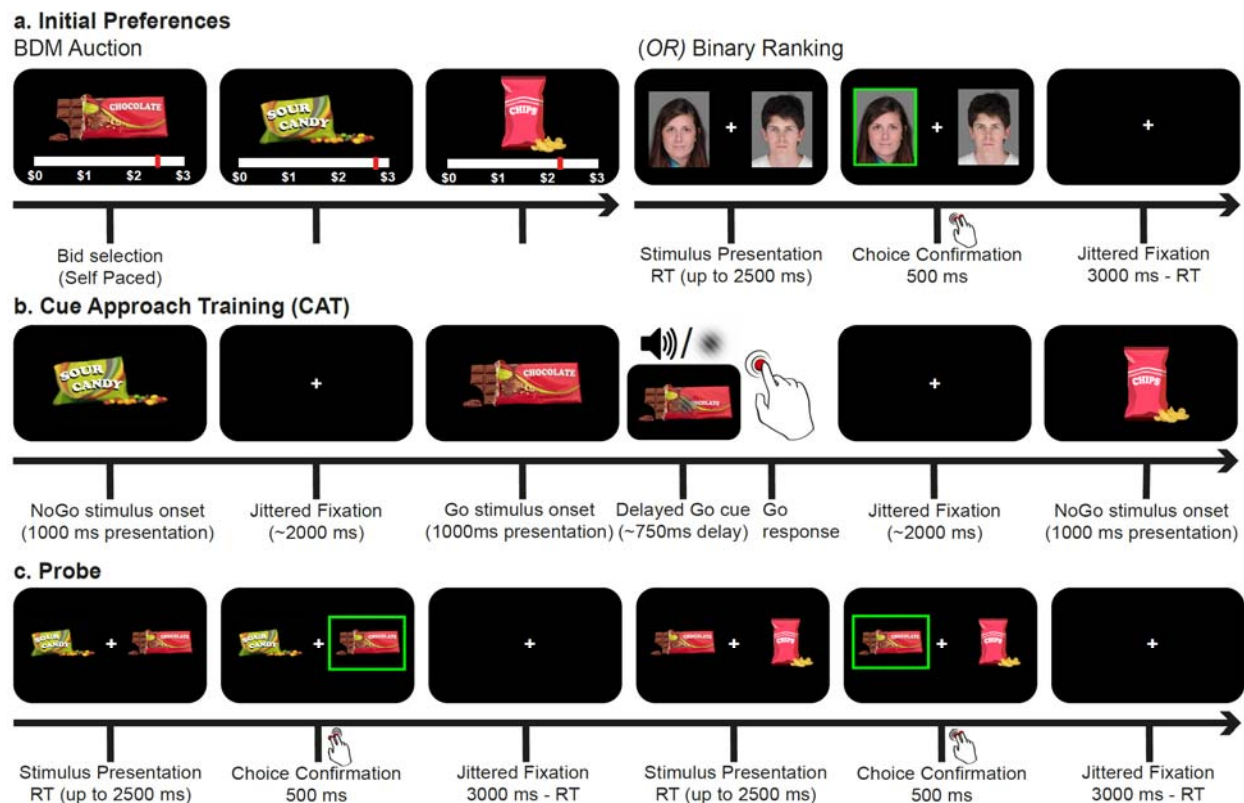 a. Initial Preferences
BDM Auction
(OR) Binary Ranking
CHOCOLATE
SOUR
CANDY
CHIPS
$0 $1 $2 $3
$0 $1 $2 $3
$0 $1 $2 $3
+
+
+
Bid selection
(Self Paced)
Stimulus Presentation
RT (up to 2500 ms)
Choice Confirmation
500 ms
Jittered Fixation
3000 ms - RT
b. Cue Approach Training (CAT)
SOUR
CANDY
+
CHOCOLATE
/
CHOCOLATE
+
CHIPS
NoGo stimulus onset
(1000 ms presentation)
Jittered Fixation
(~2000 ms)
Go stimulus onset
(1000ms presentation)
Delayed Go cue
(~750ms delay)
Go
response
Jittered Fixation
(~2000 ms)
NoGo stimulus onset
(1000 ms presentation)
c. Probe
SOUR
CANDY
+
CHOCOLATE
SOUR
CANDY
+
CHOCOLATE
+
CHOCOLATE
+
CHIPS
CHOCOLATE
+
CHIPS
+
Stimulus Presentation
RT (up to 2500 ms)
Choice Confirmation
500 ms
Jittered Fixation
3000 ms - RT
Stimulus Presentation
RT (up to 2500 ms)
Choice Confirmation
500 ms
Jittered Fixation
3000 ms - RT